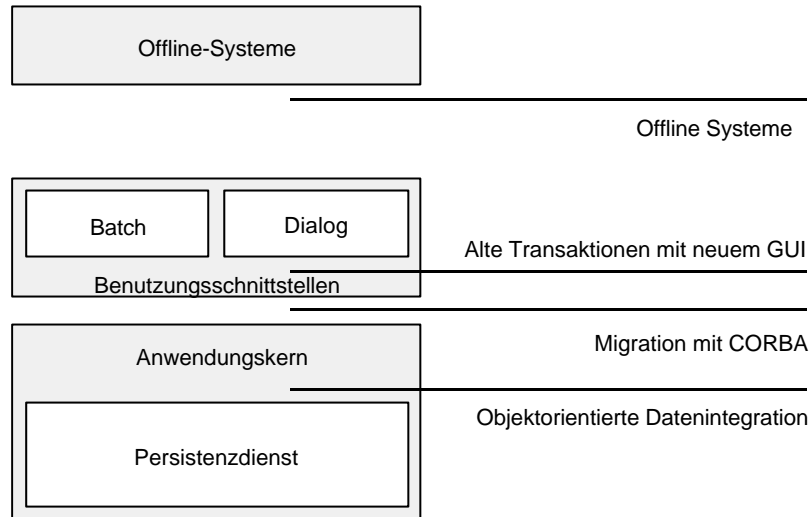 Offline-Systeme
Offline Systeme
Batch
Dialog
Alte Transaktionen mit neuem GUI
Benutzungsschnittstellen
Migration mit CORBA
Anwendungskern
Objektorientierte Datenintegration
Persistenzdienst